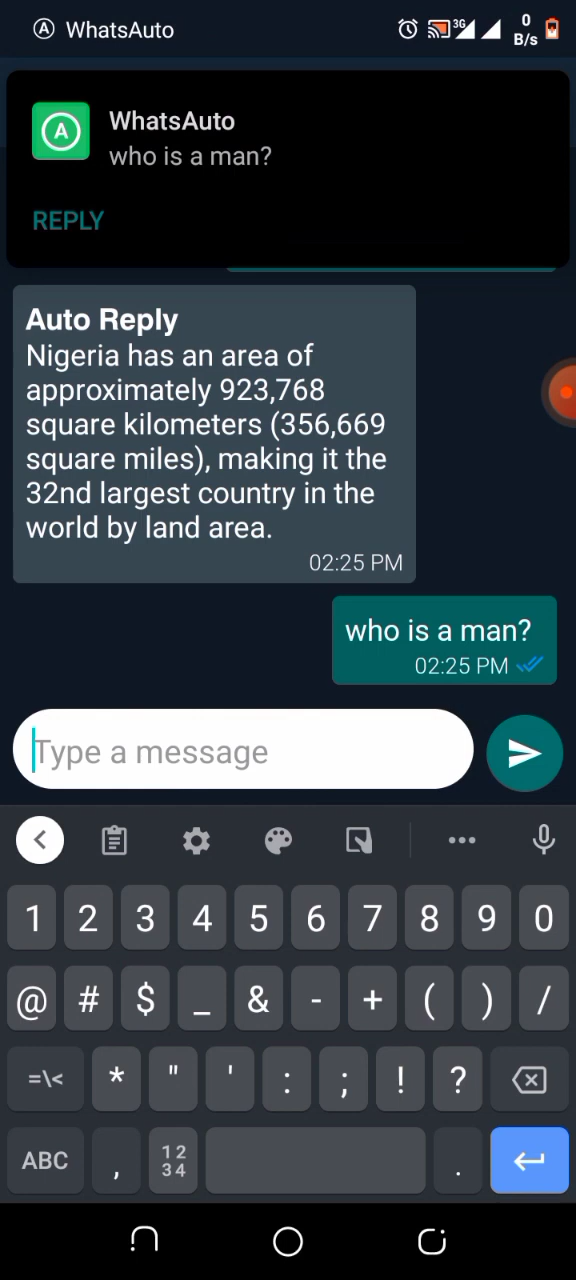 WhatsAuto
3G
0
B/s
WhatsAuto
who is a man?
REPLY
Auto Reply
Nigeria has an area of
approximately 923,768
square kilometers (356,669
square miles), making it the
32nd largest country in the
world by land area.
02:25 PM
who is a man?
02:25 PM
Type a message
1 2 3 4 5 6 7 8 9 0
@ # $ _ & - + ( ) /
=\< * " ' : ; ! ?
ABC , 12 34 .